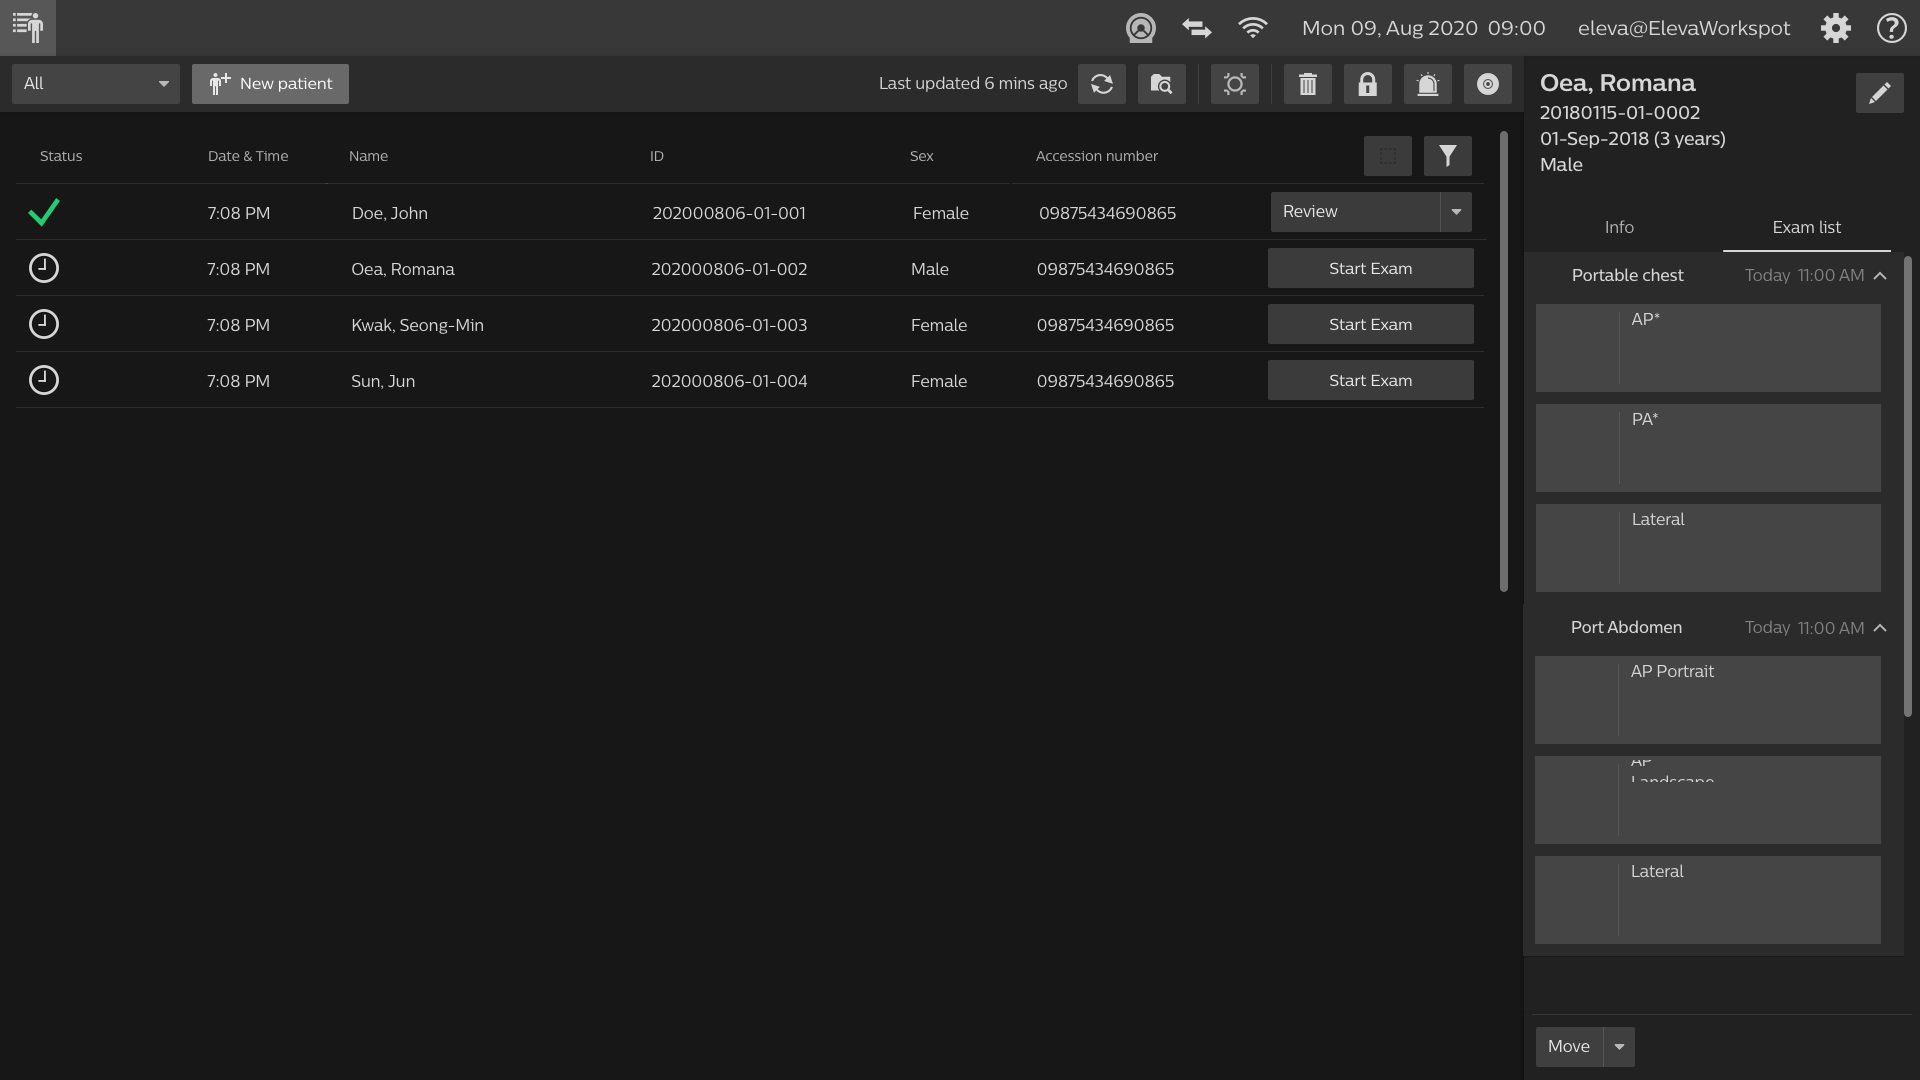 Mon 09, Aug 2020 09:00 eleva@ElevaWorkspot
All New patient Last updated 6 mins ago
Status Date & Time Name ID Sex Accession number
7:08 PM Doe, John 202000806-01-001 Female 09875434690865 Review
7:08 PM Oea, Romana 202000806-01-002 Male 09875434690865 Start Exam
7:08 PM Kwak, Seong-Min 202000806-01-003 Female 09875434690865 Start Exam
7:08 PM Sun, Jun 202000806-01-004 Female 09875434690865 Start Exam
Oea, Romana
20180115-01-0002
01-Sep-2018 (3 years)
Male
Info Exam list
Portable chest Today 11:00 AM
AP*
PA*
Lateral
Port Abdomen Today 11:00 AM
AP Portrait
AP
Landscape
Lateral
Move